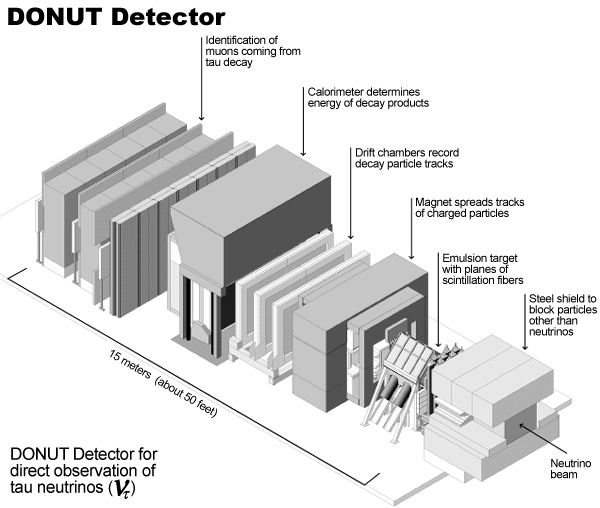 DONUT Detector
Identification of
muons coming from
tau decay
Calorimeter determines
energy of decay products
Drift chambers record
decay particle tracks
Magnet spreads tracks
of charged particles
Emulsion target
with planes of
scintillation fibers
Steel shield to
block particles
other than
neutrinos
15 meters (about 50 feet)
Neutrino
beam
DONUT Detector for
direct observation of
tau neutrinos (ντ)